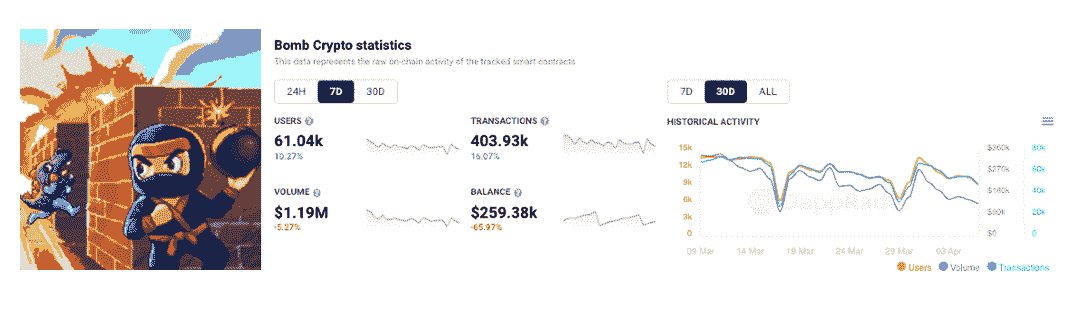 Bomb Crypto statistics
This data represents the raw on-chain activity of the tracked smart contracts
24H 7D 30D
7D 30D ALL
USERS
61.04k
10.27%
TRANSACTIONS
403.93k
16.07%
VOLUME
$1.19M
-5.27%
BALANCE
$259.38k
-65.97%
HISTORICAL ACTIVITY
15k $360k 80k
12k $270k 60k
9k $180k 40k
6k
3k $90k 20k
0 $0 0
09 Mar 14 Mar 19 Mar 24 Mar 29 Mar 03 Apr
Users Volume Transactions